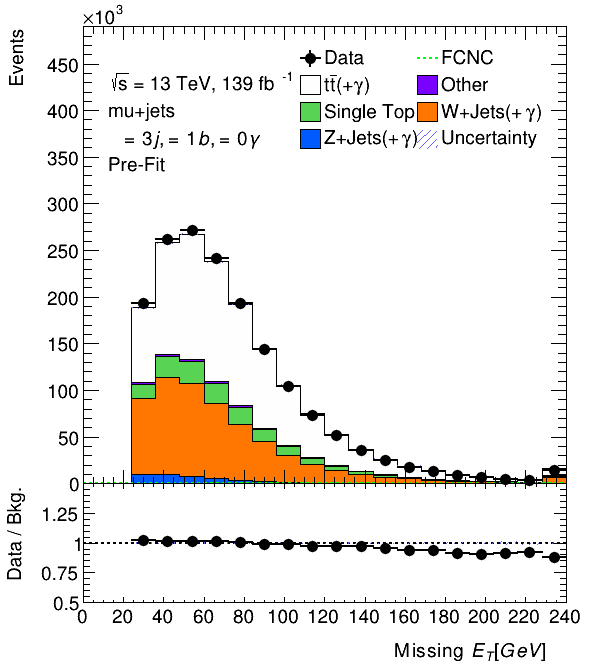 ×10³
Events
450
400
350
300
250
200
150
100
50
0
√s = 13 TeV, 139 fb⁻¹
mu+jets
= 3j, = 1b, = 0γ
Pre-Fit
Data
FCNC
tt̄(+γ)
Other
Single Top
W+Jets(+γ)
Z+Jets(+γ)
Uncertainty
Data / Bkg.
1.25
1
0.75
0.5
0 20 40 60 80 100 120 140 160 180 200 220 240
Missing E_T[GeV]